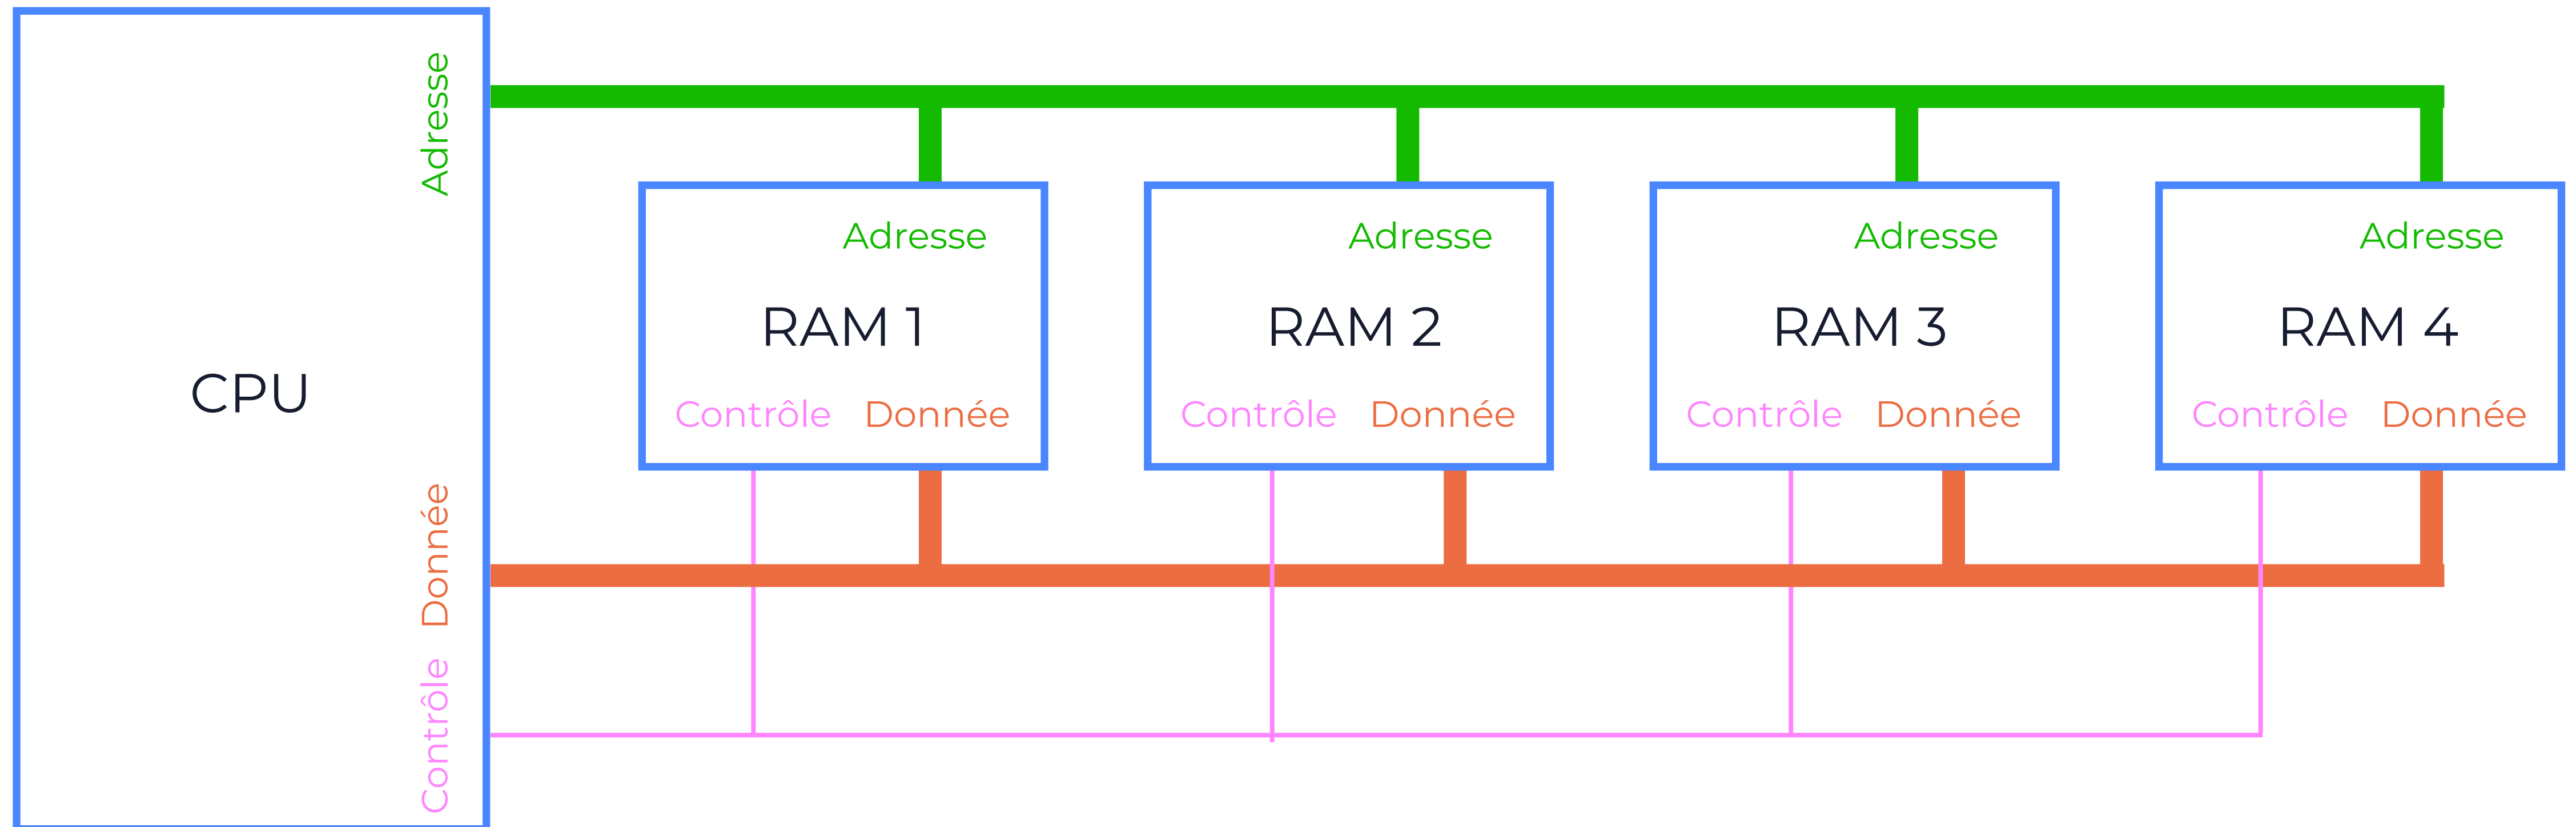 Adresse
CPU
Donnée
Contrôle
Adresse
RAM 1
Contrôle Donnée
Adresse
RAM 2
Contrôle Donnée
Adresse
RAM 3
Contrôle Donnée
Adresse
RAM 4
Contrôle Donnée